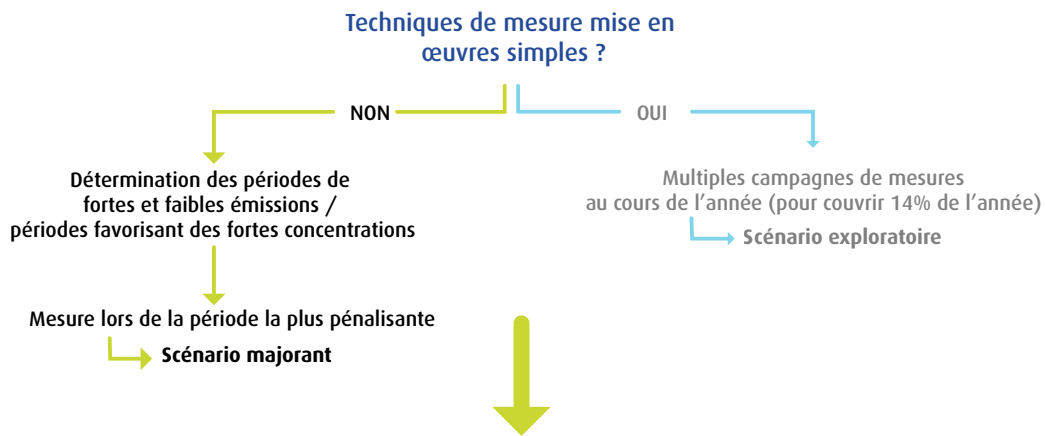 Techniques de mesure mise en
œuvres simples ?
NON
OUI
Détermination des périodes de
fortes et faibles émissions /
périodes favorisant des fortes concentrations
Mesure lors de la période la plus pénalisante
Scénario majorant
Multiples campagnes de mesures
au cours de l'année (pour couvrir 14% de l'année)
Scénario exploratoire